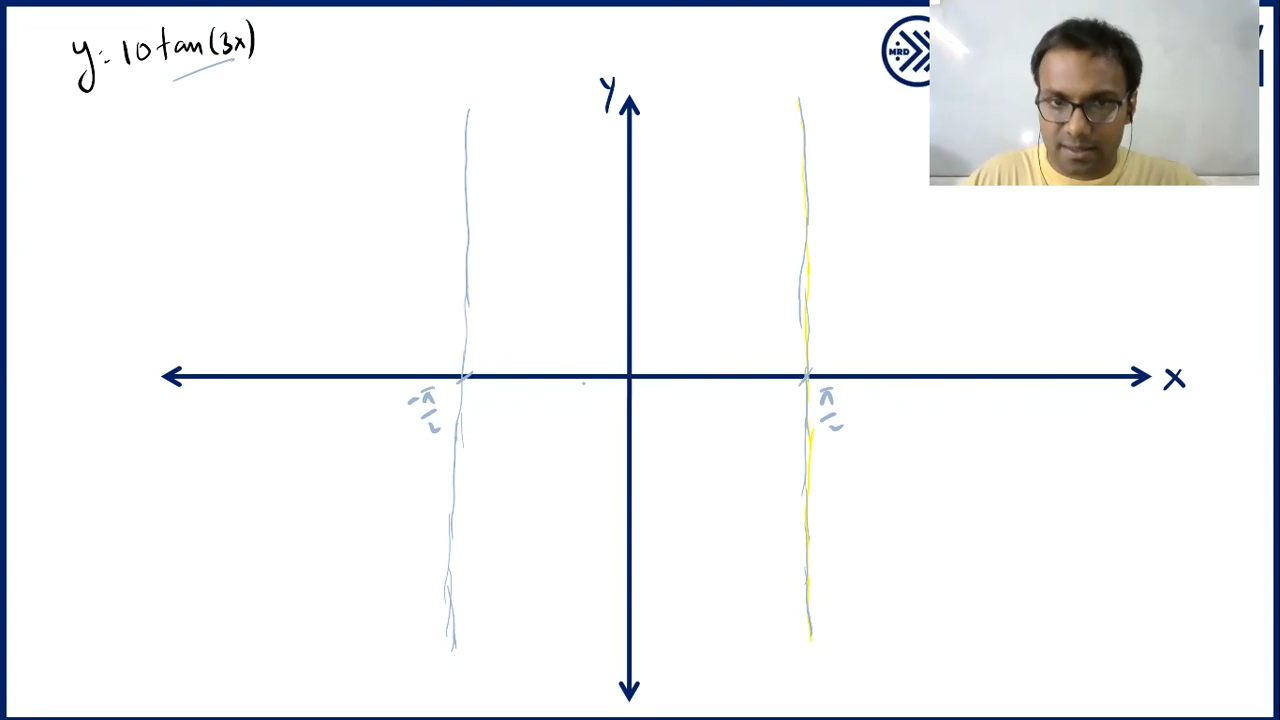 y = 10 tan(3x)
MRD
Y
X
-π/2
π/2